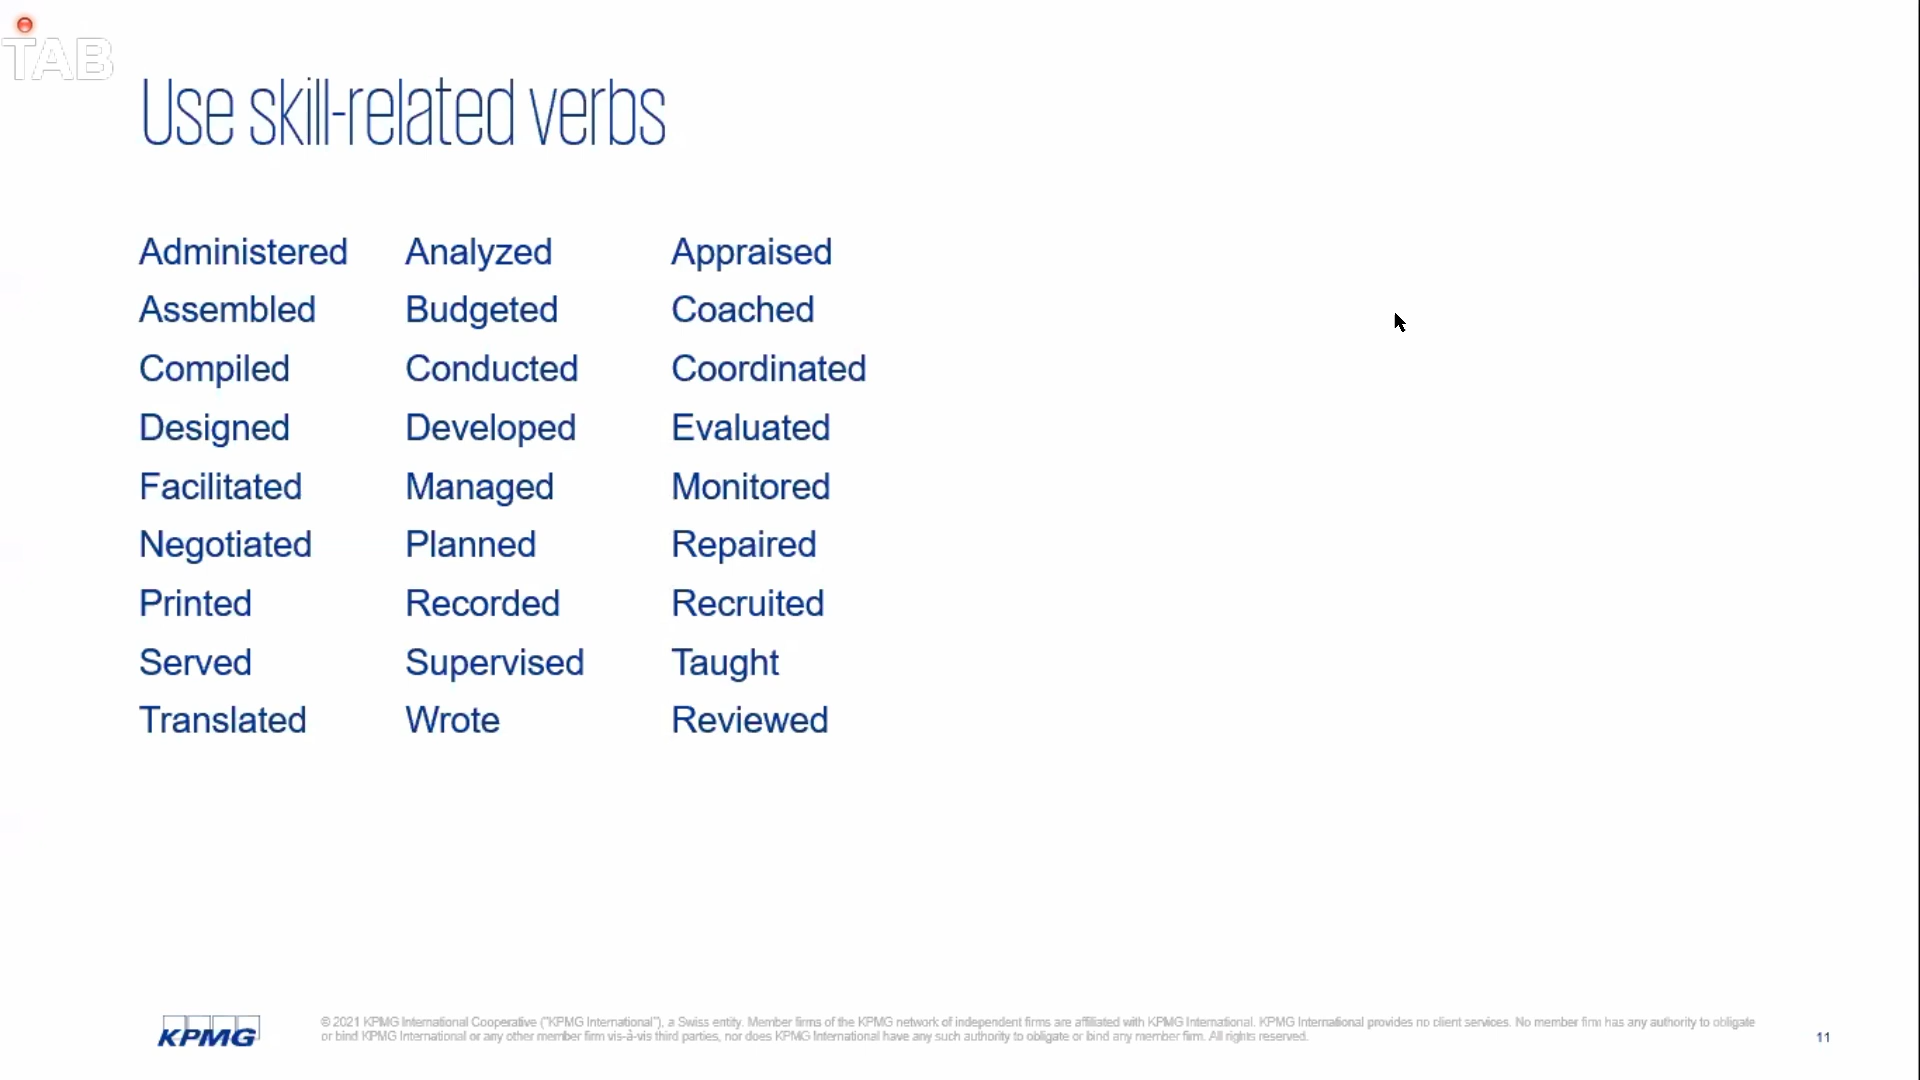 TAB
Use skill-related verbs
Administered Analyzed Appraised
Assembled Budgeted Coached
Compiled Conducted Coordinated
Designed Developed Evaluated
Facilitated Managed Monitored
Negotiated Planned Repaired
Printed Recorded Recruited
Served Supervised Taught
Translated Wrote Reviewed
KPMG
© 2021 KPMG International Cooperative ("KPMG International"), a Swiss entity. Member firms of the KPMG network of independent firms are affiliated with KPMG International. KPMG International provides no client services. No member firm has any authority to obligate
or bind KPMG International or any other member firm vis-à-vis third parties, nor does KPMG International have any such authority to obligate or bind any member firm. All rights reserved.
11